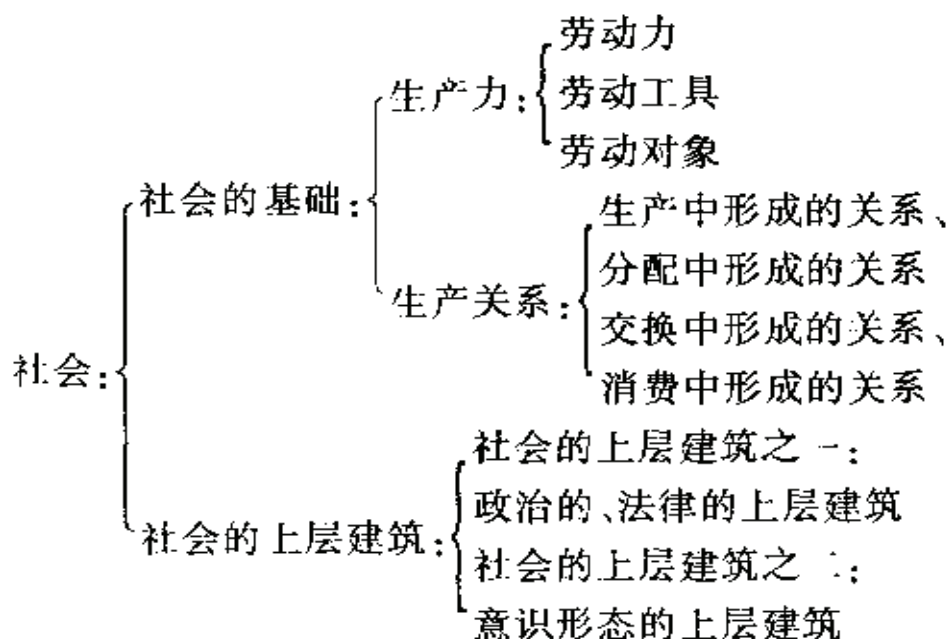 劳动力
生产力:
劳动工具
劳动对象
社会的基础:
生产中形成的关系、
分配中形成的关系
生产关系:
交换中形成的关系、
消费中形成的关系
社会:
社会的上层建筑之一:
政治的、法律的上层建筑
社会的上层建筑:
社会的上层建筑之二:
意识形态的上层建筑